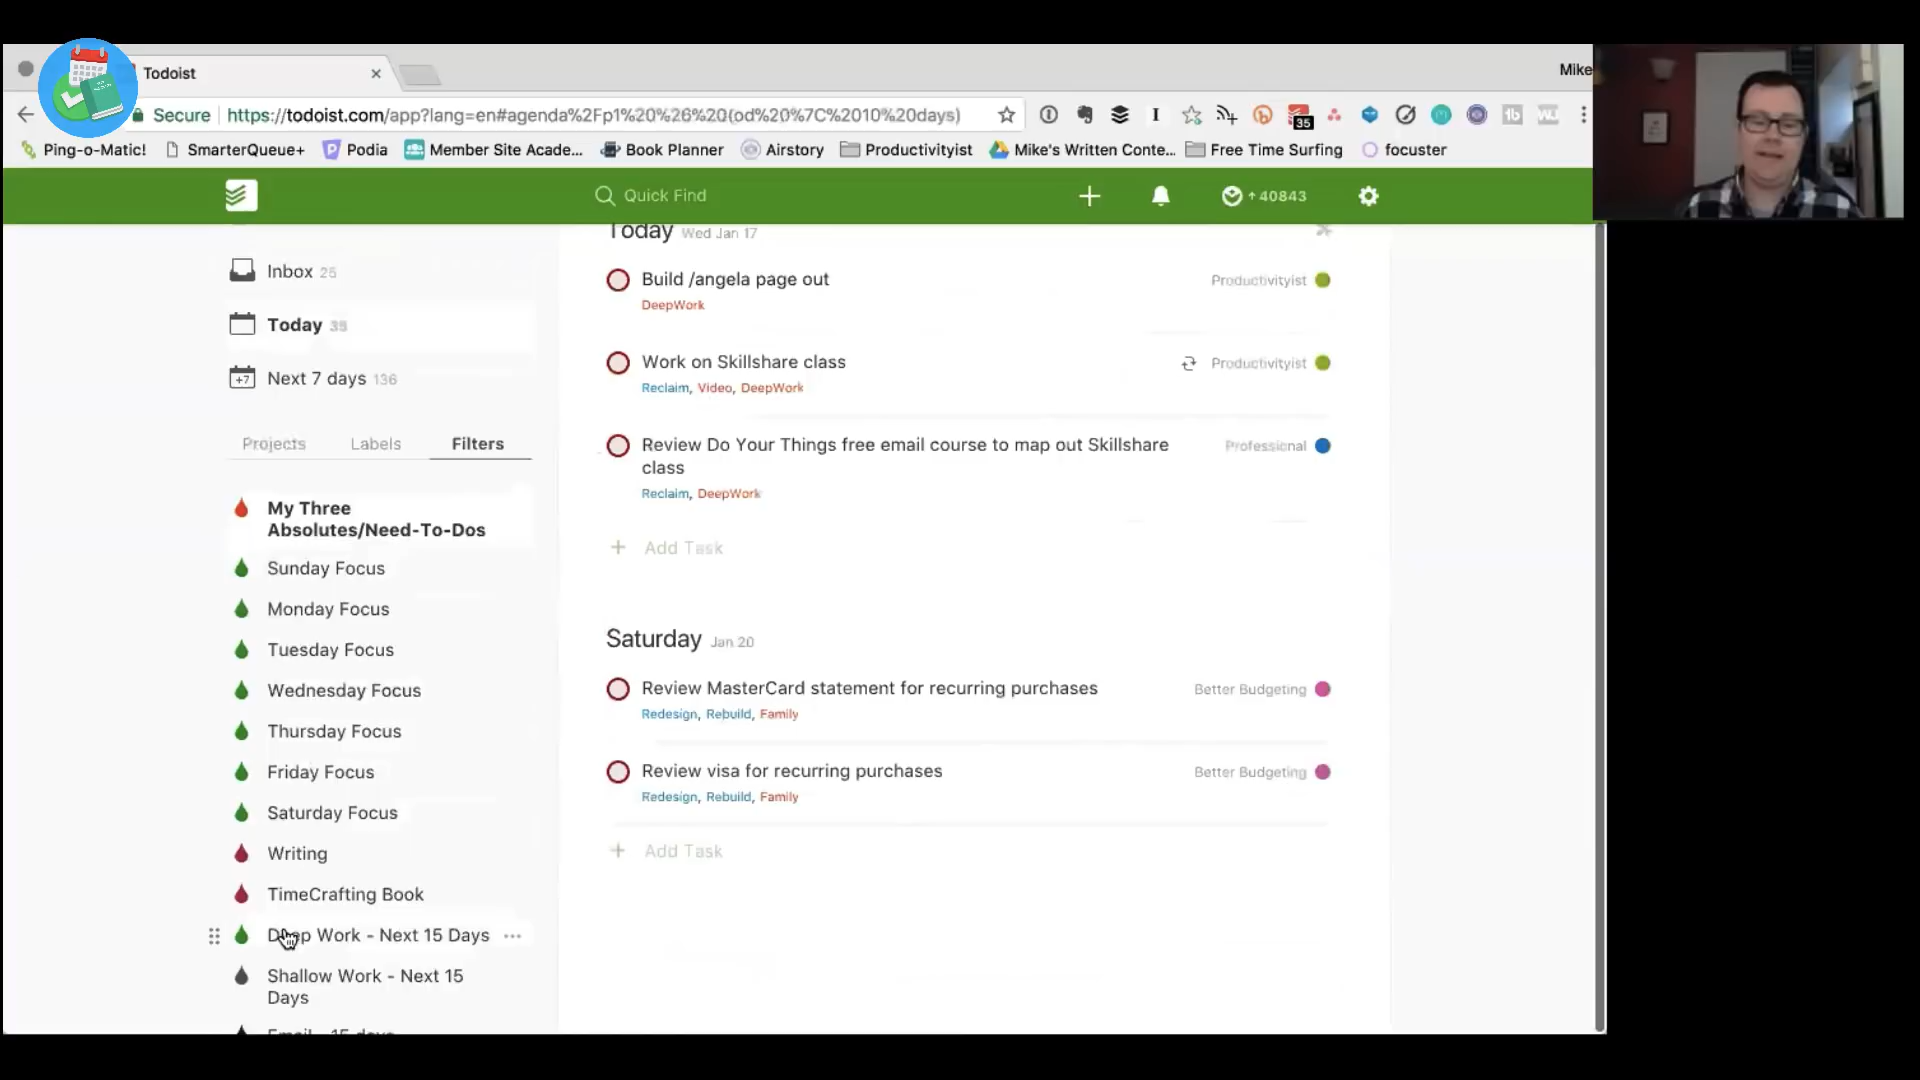 Todoist
Mike
Secure https://todoist.com/app?lang=en#agenda%2Fp1%20%26%20(od%20%7C%2010%20days)
35
Ping-o-Matic! SmarterQueue+ Podia Member Site Acade... Book Planner Airstory Productivityist Mike's Written Conte... Free Time Surfing focuster
Quick Find
40843
Inbox 25
Today 35
+7 Next 7 days 136
Projects Labels Filters
My Three
Absolutes/Need-To-Dos
Sunday Focus
Monday Focus
Tuesday Focus
Wednesday Focus
Thursday Focus
Friday Focus
Saturday Focus
Writing
TimeCrafting Book
Deep Work - Next 15 Days
Shallow Work - Next 15
Days
Email - 15 days
Today Wed Jan 17
Build /angela page out Productivityist
DeepWork
Work on Skillshare class Productivityist
Reclaim, Video, DeepWork
Review Do Your Things free email course to map out Skillshare Professional
class
Reclaim, DeepWork
+ Add Task
Saturday Jan 20
Review MasterCard statement for recurring purchases Better Budgeting
Redesign, Rebuild, Family
Review visa for recurring purchases Better Budgeting
Redesign, Rebuild, Family
+ Add Task